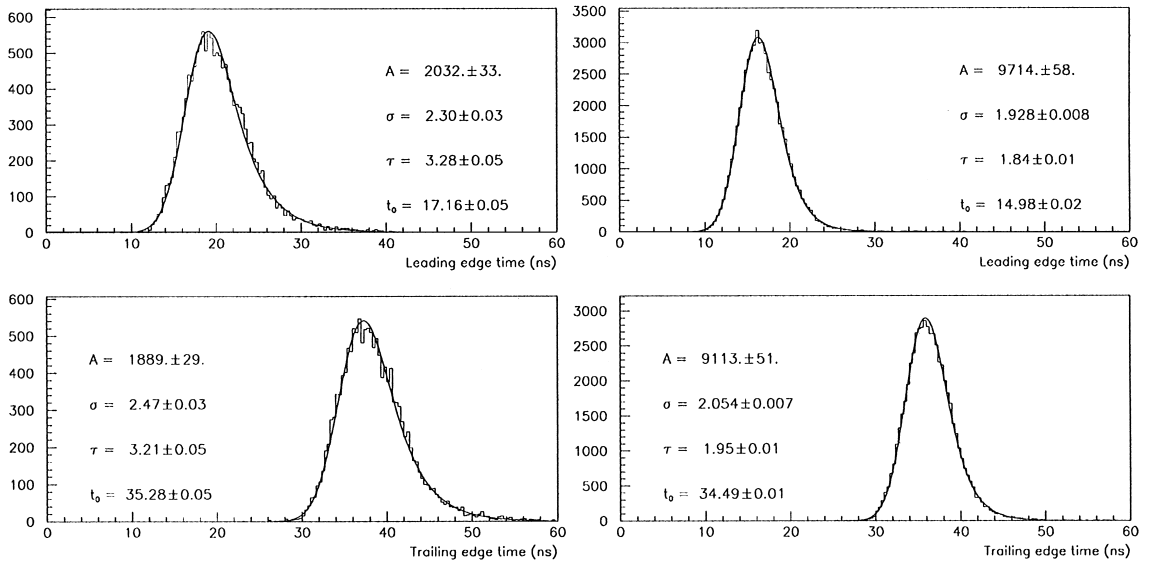 600
500
400
300
200
100
0
A = 2032.±33.
σ = 2.30±0.03
τ = 3.28±0.05
t₀ = 17.16±0.05
0 10 20 30 40 50 60
Leading edge time (ns)
3500
3000
2500
2000
1500
1000
500
0
A = 9714.±58.
σ = 1.928±0.008
τ = 1.84±0.01
t₀ = 14.98±0.02
0 10 20 30 40 50 60
Leading edge time (ns)
600
500
400
300
200
100
0
A = 1889.±29.
σ = 2.47±0.03
τ = 3.21±0.05
t₀ = 35.28±0.05
0 10 20 30 40 50 60
Trailing edge time (ns)
3000
2500
2000
1500
1000
500
0
A = 9113.±51.
σ = 2.054±0.007
τ = 1.95±0.01
t₀ = 34.49±0.01
0 10 20 30 40 50 60
Trailing edge time (ns)